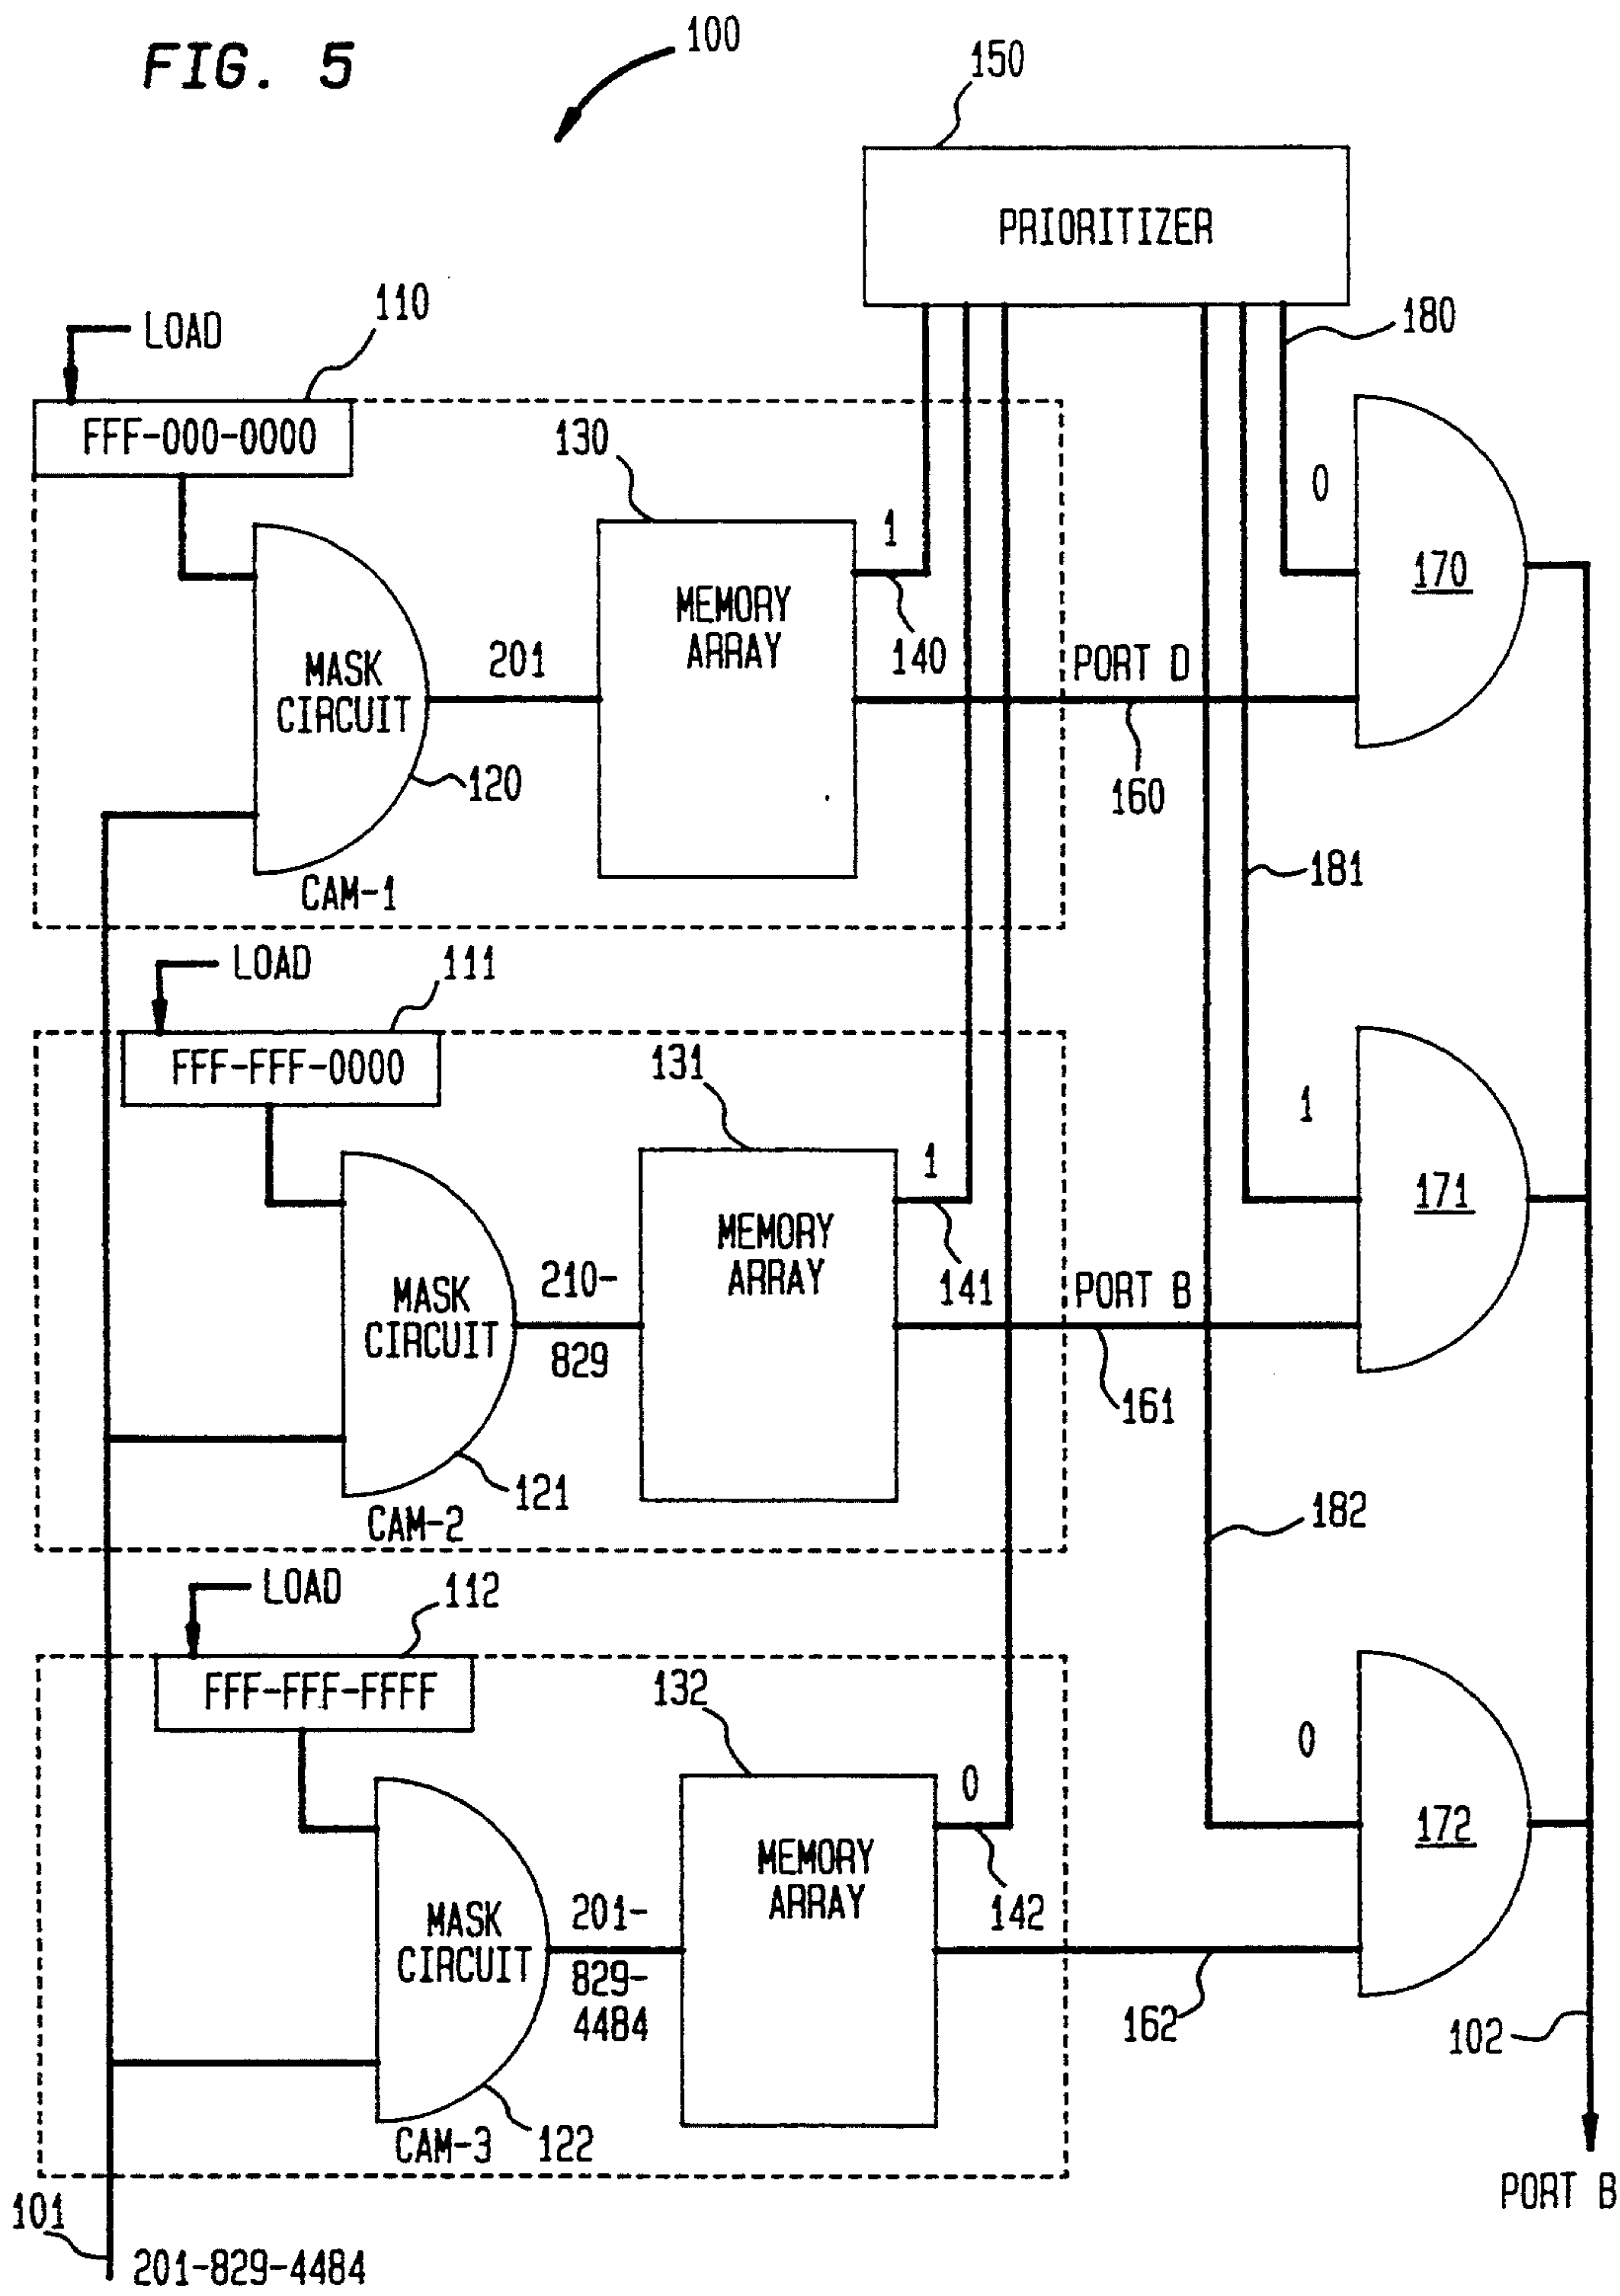 FIG. 5
100
150
PRIORITIZER
LOAD
110
180
FFF-000-0000
130
1
0
MASK
CIRCUIT
201
MEMORY
ARRAY
140
PORT D
170
120
160
CAM-1
181
LOAD
111
FFF-FFF-0000
131
1
1
MASK
CIRCUIT
210-
829
MEMORY
ARRAY
141
PORT B
171
161
121
CAM-2
182
LOAD
112
FFF-FFF-FFFF
132
0
0
MASK
CIRCUIT
201-
829-
4484
MEMORY
ARRAY
142
172
162
102
122
CAM-3
PORT B
101
201-829-4484